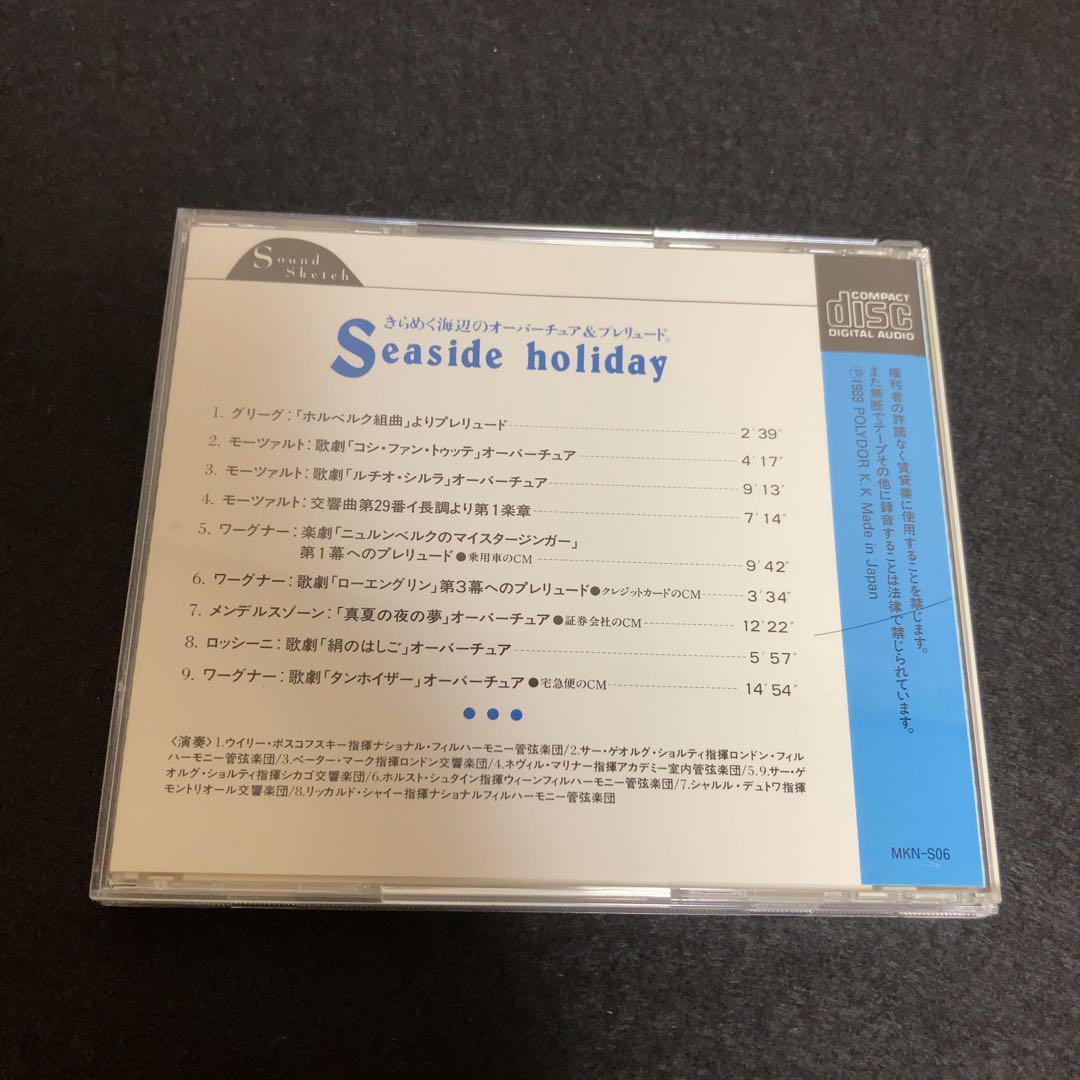 Sound
Sketch
きらめく海辺のオーバーチュア&プレリュード。
Seaside holiday
1. グリーグ:「ホルベルク組曲」よりプレリュード 2′39″
2. モーツァルト: 歌劇「コシ・ファン・トゥッテ」オーバーチュア 4′17″
3. モーツァルト: 歌劇「ルチオ・シルラ」オーバーチュア 9′13″
4. モーツァルト: 交響曲第29番イ長調より第1楽章 7′14″
5. ワーグナー: 楽劇「ニュルンベルクのマイスタージンガー」
第1幕へのプレリュード●乗用車のCM 9′42″
6. ワーグナー: 歌劇「ローエングリン」第3幕へのプレリュード●クレジットカードのCM 3′34″
7. メンデルスゾーン:「真夏の夜の夢」オーバーチュア●証券会社のCM 12′22″
8. ロッシーニ: 歌劇「絹のはしご」オーバーチュア 5′57″
9. ワーグナー: 歌劇「タンホイザー」オーバーチュア●宅急便のCM 14′54″
〈演奏〉1.ウイリー・ボスコフスキー指揮ナショナル・フィルハーモニー管弦楽団/2.サー・ゲオルグ・ショルティ指揮ロンドン・フィル
ハーモニー管弦楽団/3.ペーター・マーク指揮ロンドン交響楽団/4.ネヴィル・マリナー指揮アカデミー室内管弦楽団/5.9.サー・ゲ
オルグ・ショルティ指揮シカゴ交響楽団/6.ホルスト・シュタイン指揮ウィーンフィルハーモニー管弦楽団/7.シャルル・デュトワ指揮
モントリオール交響楽団/8.リッカルド・シャイー指揮ナショナルフィルハーモニー管弦楽団
COMPACT
disc
DIGITAL AUDIO
権利者の許諾なく賃貸業に使用することを禁じます。
また無断でテープその他に録音することは法律で禁じられています。
Ⓟ1989 POLYDOR K.K Made in Japan
MKN-S06